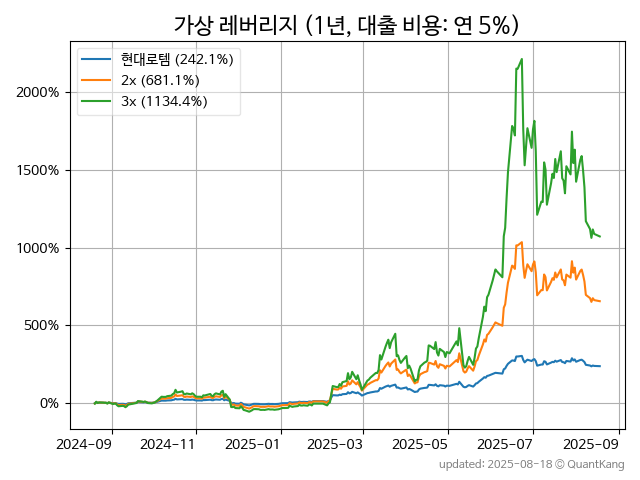 가상 레버리지 (1년, 대출 비용: 연 5%)
현대로템 (242.1%)
2x (681.1%)
3x (1134.4%)
2000%
1500%
1000%
500%
0%
2024-09 2024-11 2025-01 2025-03 2025-05 2025-07 2025-09
updated: 2025-08-18 © QuantKang